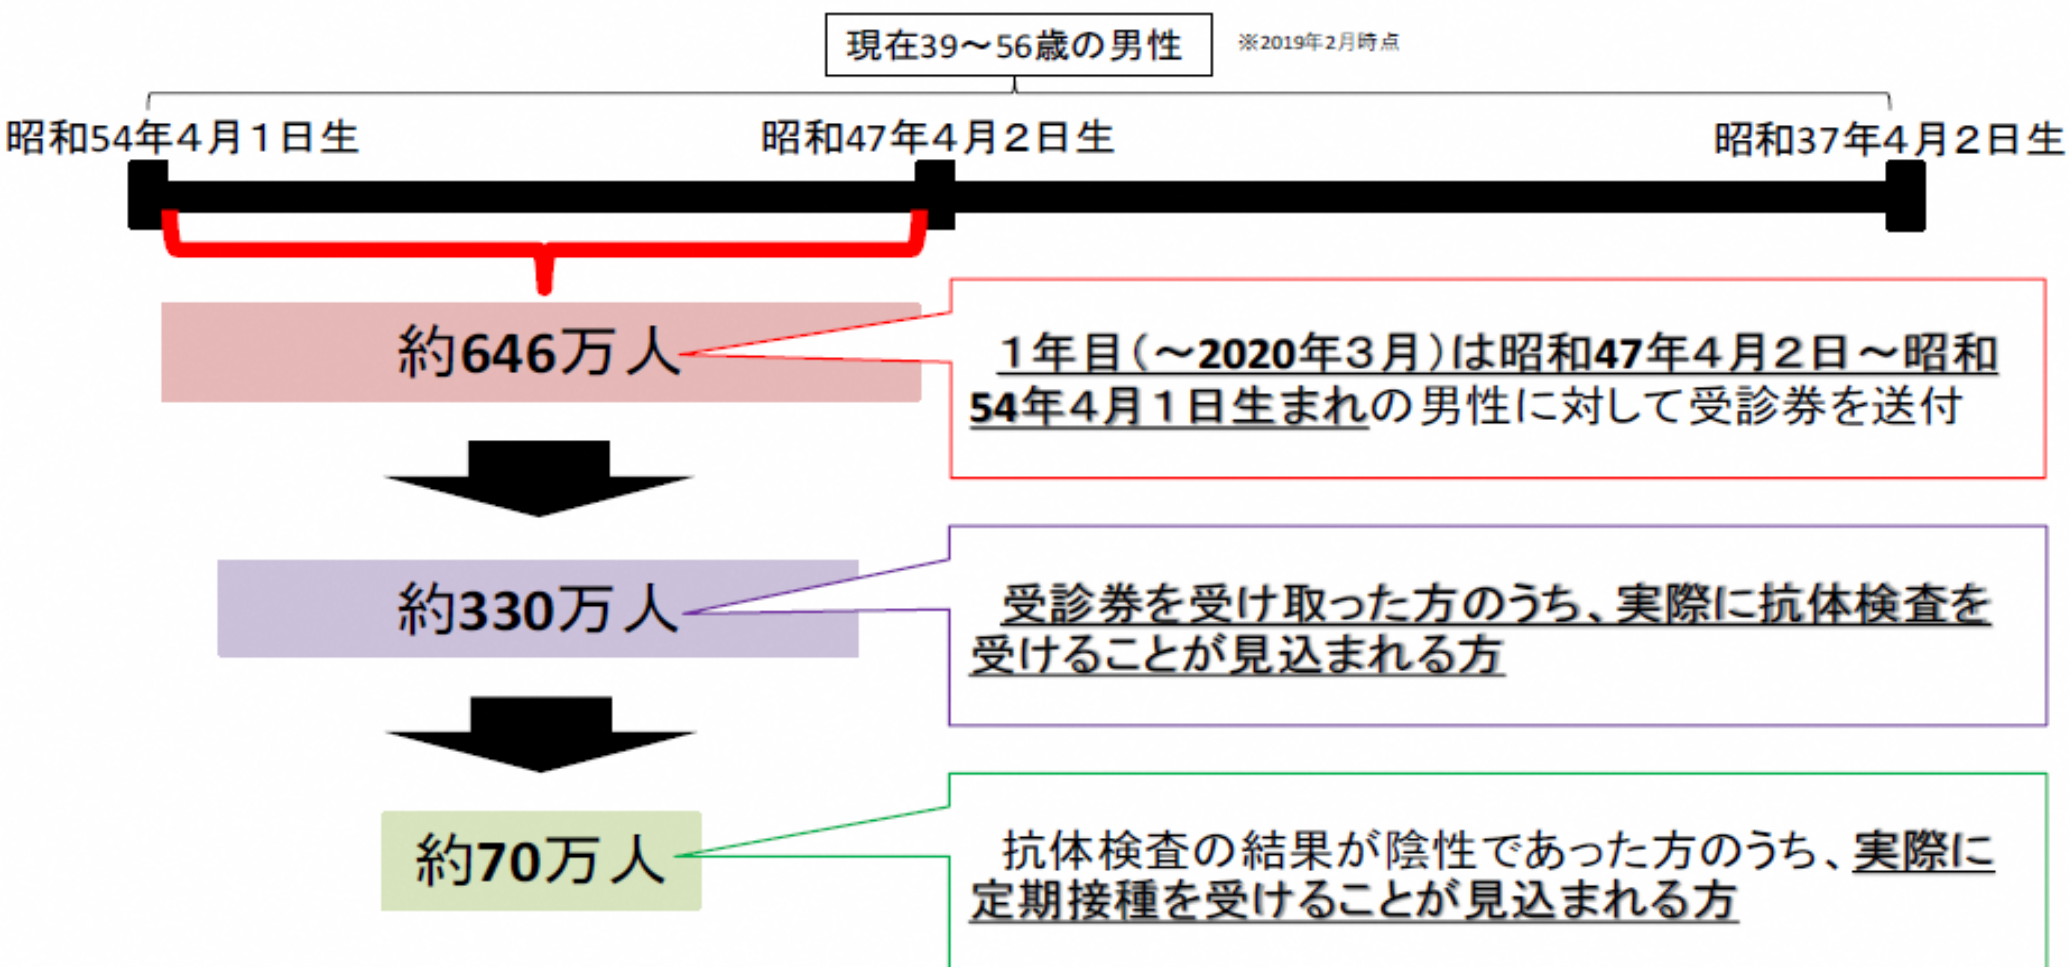 現在39～56歳の男性
※2019年2月時点
昭和54年４月１日生
昭和47年４月２日生
昭和37年４月２日生
約646万人
１年目（～2020年３月）は昭和47年４月２日～昭和
54年４月１日生まれの男性に対して受診券を送付
約330万人
受診券を受け取った方のうち、実際に抗体検査を
受けることが見込まれる方
約70万人
抗体検査の結果が陰性であった方のうち、実際に
定期接種を受けることが見込まれる方